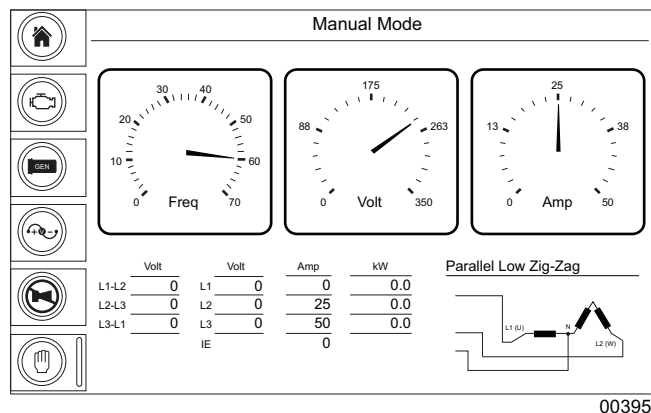 Manual Mode
GEN
0 10 20 30 40 50 60 70
Freq
0 88 175 263 350
Volt
0 13 25 38 50
Amp
Volt Volt Amp kW
L1-L2 0 L1 0 0 0.0
L2-L3 0 L2 0 25 0.0
L3-L1 0 L3 0 50 0.0
IE 0
Parallel Low Zig-Zag
L1 (U) N L2 (W)
00395